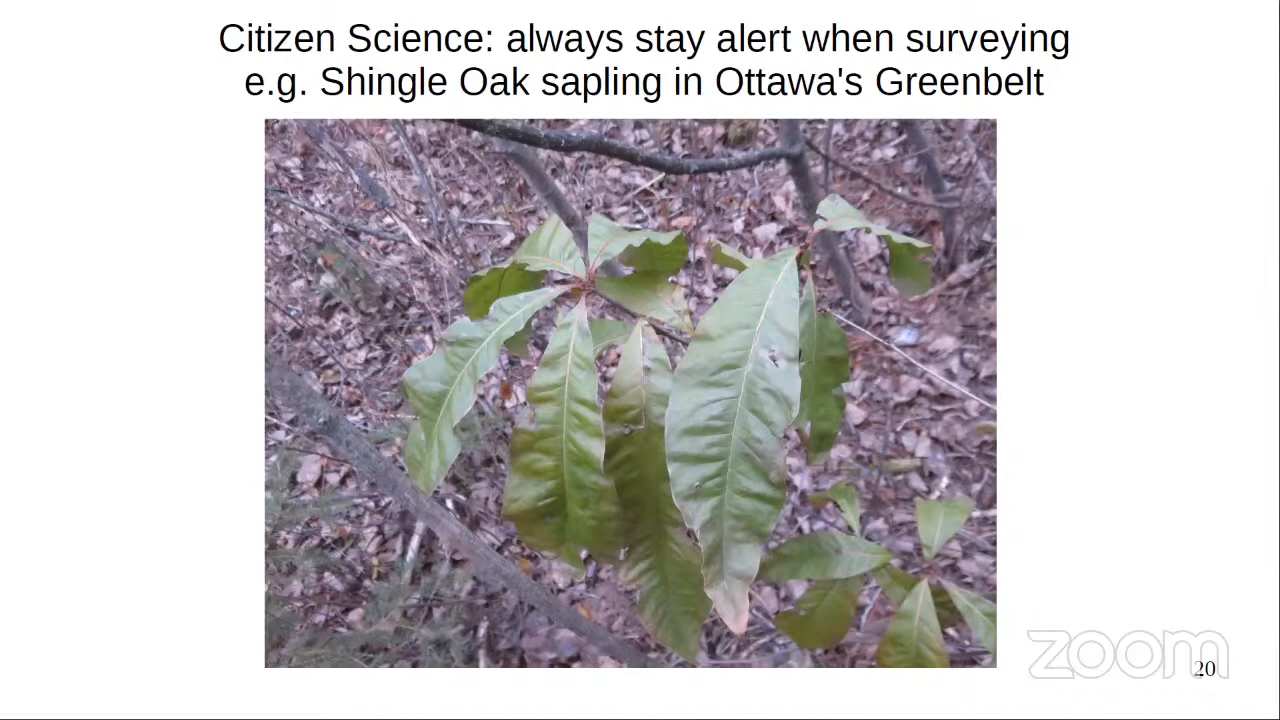 Citizen Science: always stay alert when surveying
e.g. Shingle Oak sapling in Ottawa's Greenbelt
zoom
20